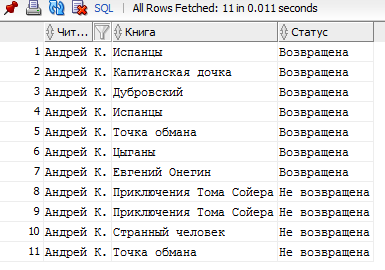 SQL | All Rows Fetched: 11 in 0.011 seconds
Чит... Книга Статус
1 Андрей К. Испанцы Возвращена
2 Андрей К. Капитанская дочка Возвращена
3 Андрей К. Дубровский Возвращена
4 Андрей К. Испанцы Возвращена
5 Андрей К. Точка обмана Возвращена
6 Андрей К. Цыганы Возвращена
7 Андрей К. Евгений Онегин Возвращена
8 Андрей К. Приключения Тома Сойера Не возвращена
9 Андрей К. Приключения Тома Сойера Не возвращена
10 Андрей К. Странный человек Не возвращена
11 Андрей К. Точка обмана Не возвращена